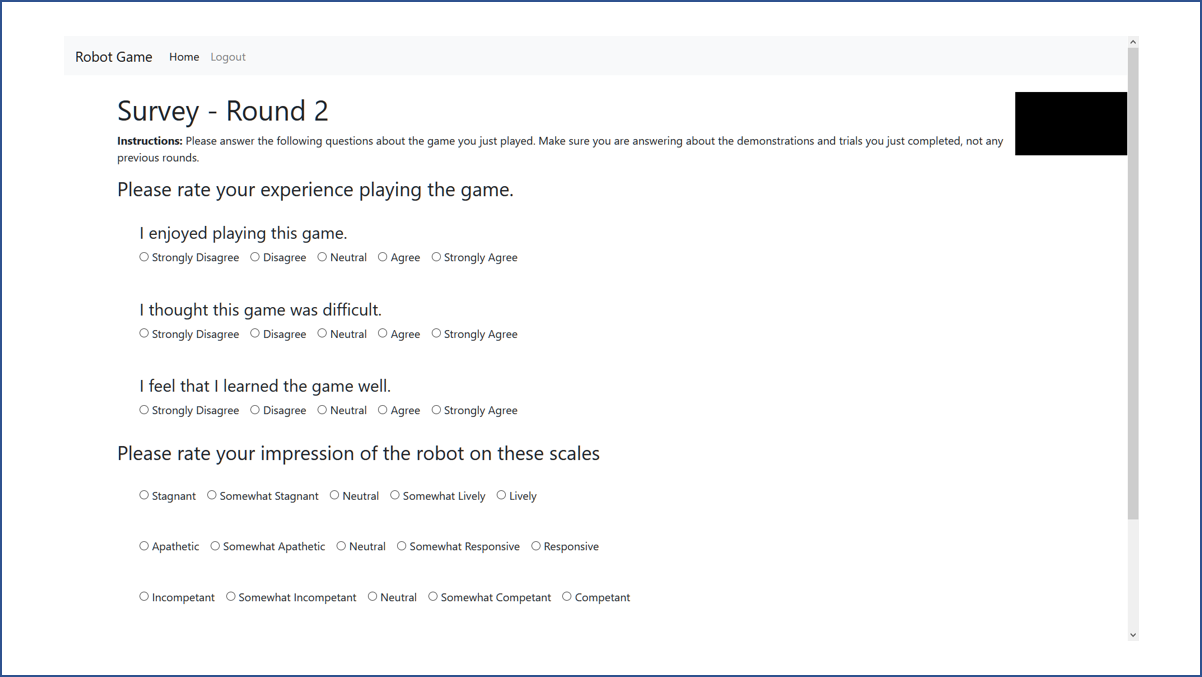 Robot Game Home Logout
Survey - Round 2
Instructions: Please answer the following questions about the game you just played. Make sure you are answering about the demonstrations and trials you just completed, not any
previous rounds.
Please rate your experience playing the game.
I enjoyed playing this game.
Strongly Disagree Disagree Neutral Agree Strongly Agree
I thought this game was difficult.
Strongly Disagree Disagree Neutral Agree Strongly Agree
I feel that I learned the game well.
Strongly Disagree Disagree Neutral Agree Strongly Agree
Please rate your impression of the robot on these scales
Stagnant Somewhat Stagnant Neutral Somewhat Lively Lively
Apathetic Somewhat Apathetic Neutral Somewhat Responsive Responsive
Incompetant Somewhat Incompetant Neutral Somewhat Competant Competant